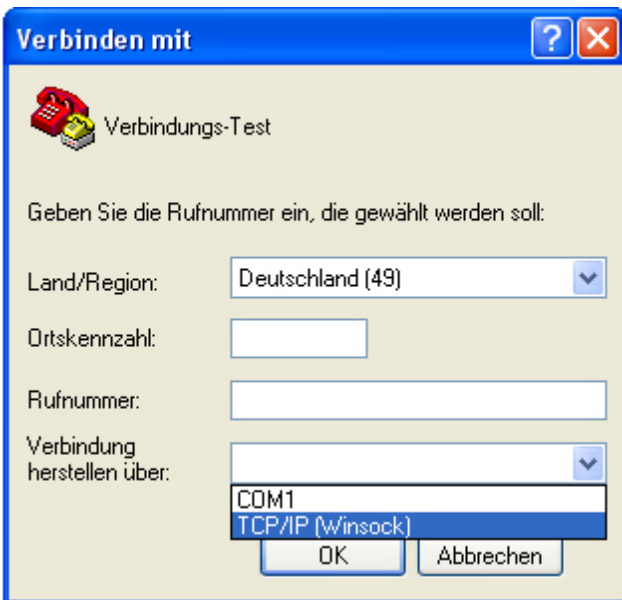 Verbinden mit
Verbindungs-Test
Geben Sie die Rufnummer ein, die gewählt werden soll:
Land/Region: Deutschland (49)
Ortskennzahl:
Rufnummer:
Verbindung
herstellen über:
COM1
TCP/IP (Winsock)
OK Abbrechen